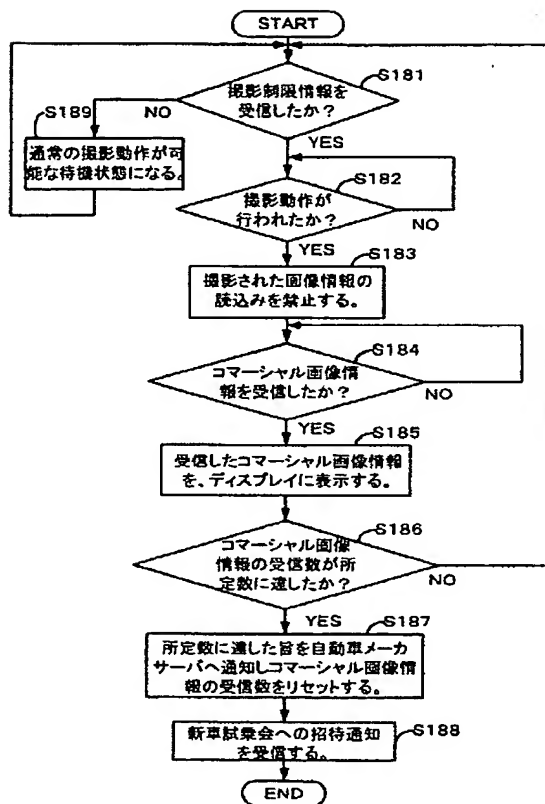 START
S181
撮影制限情報を
受信したか？
NO
S189
YES
通常の撮影動作が可
能な待機状態になる。
S182
撮影動作が
行われたか？
NO
YES
S183
撮影された画像情報の
読込みを禁止する。
S184
コマーシャル画像情
報を受信したか？
NO
YES
S185
受信したコマーシャル画像情報
を、ディスプレイに表示する。
S186
コマーシャル画像
情報の受信数が所
定数に達したか？
NO
YES
S187
所定数に達した旨を自動車メーカ
サーバへ通知しコマーシャル画像情
報の受信数をリセットする。
S188
新車試乗会への招待通知
を受信する。
END